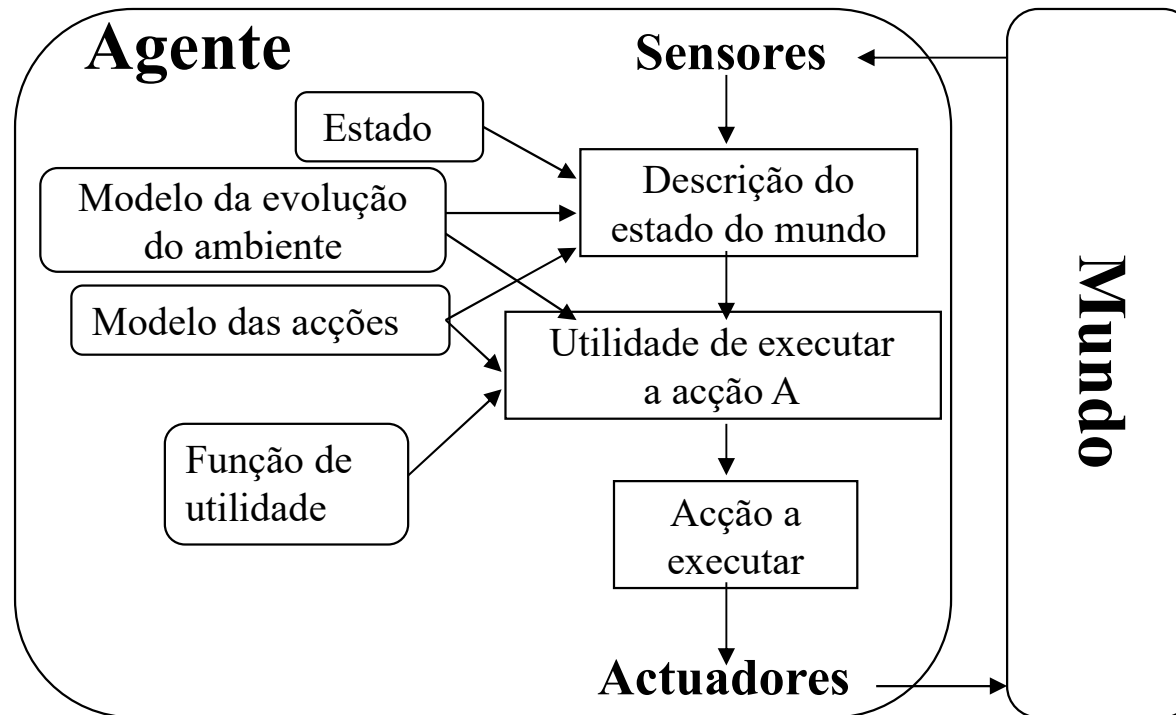 Agente
Sensores
Estado
Descrição do
estado do mundo
Modelo da evolução
do ambiente
Modelo das acções
Utilidade de executar
a acção A
Função de
utilidade
Acção a
executar
Actuadores
Mundo